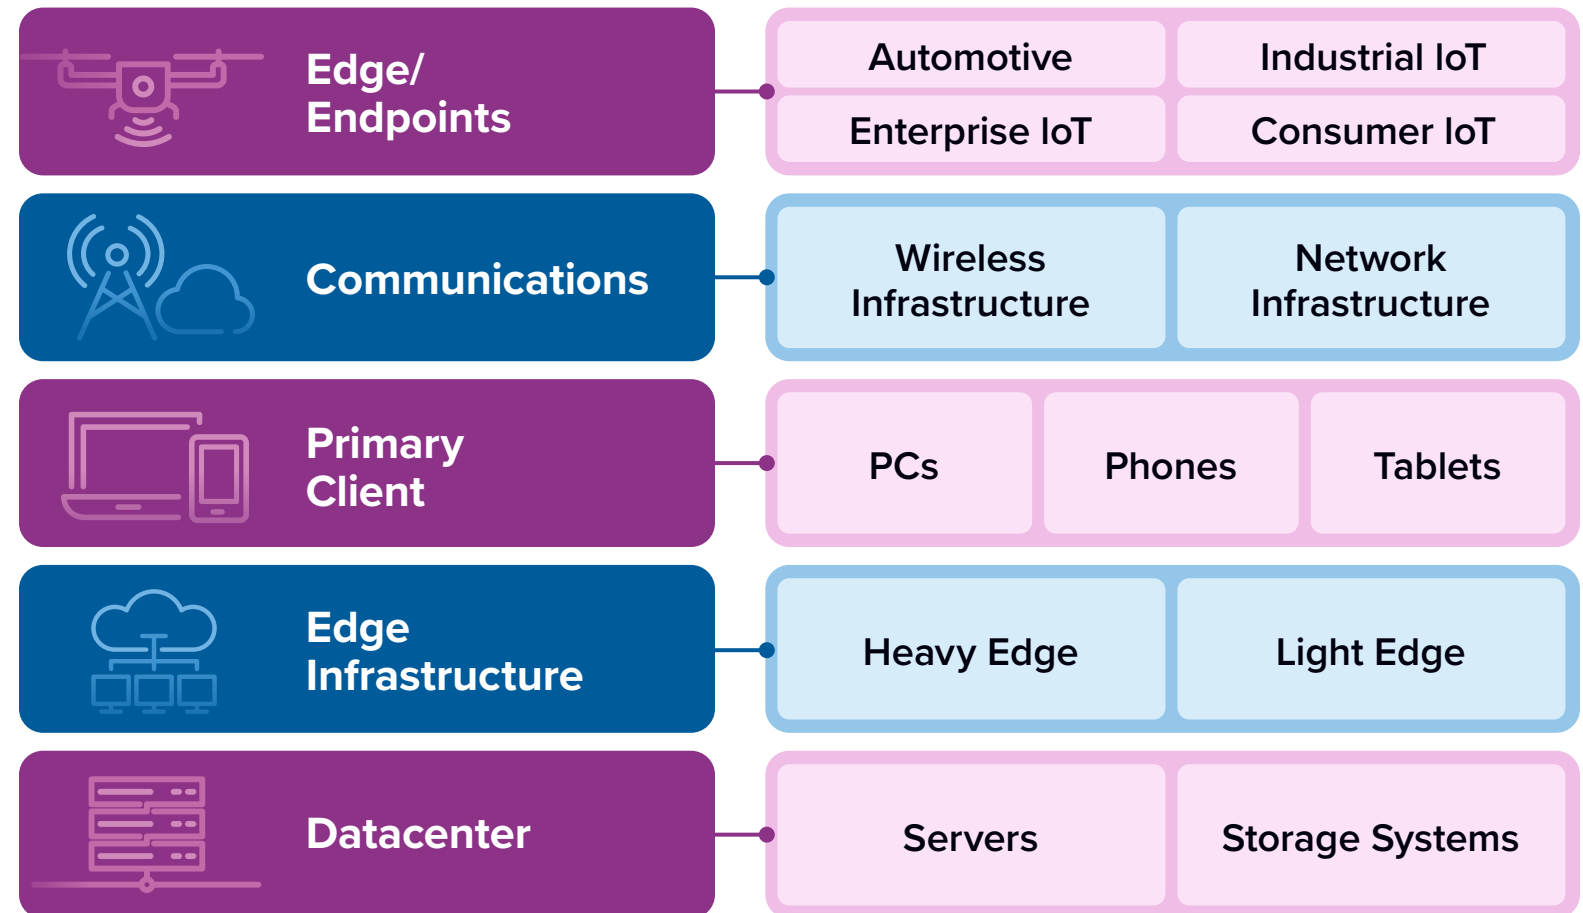 Edge/
Endpoints
Automotive
Industrial IoT
Enterprise IoT
Consumer IoT
Communications
Wireless
Infrastructure
Network
Infrastructure
Primary
Client
PCs
Phones
Tablets
Edge
Infrastructure
Heavy Edge
Light Edge
Datacenter
Servers
Storage Systems